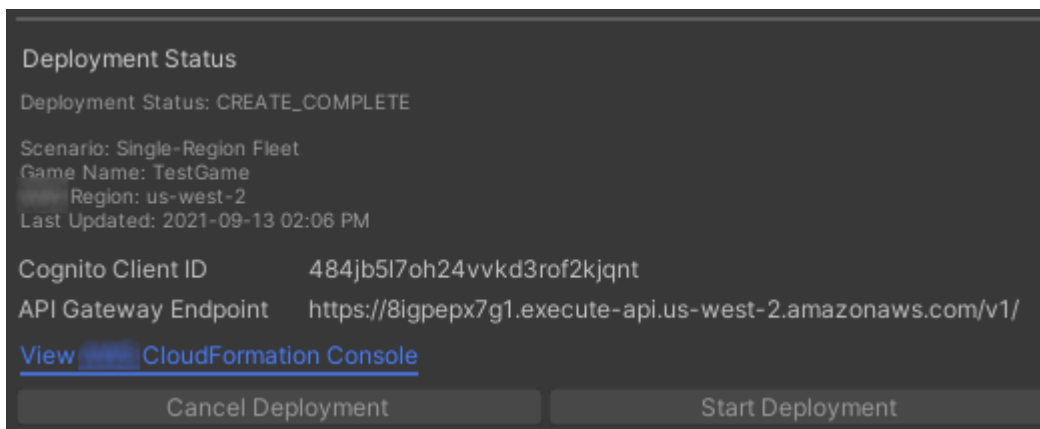 Deployment Status
Deployment Status: CREATE_COMPLETE
Scenario: Single-Region Fleet
Game Name: TestGame
Region: us-west-2
Last Updated: 2021-09-13 02:06 PM
Cognito Client ID 484jb5l7oh24vvkd3rof2kjqnt
API Gateway Endpoint https://8igpepx7g1.execute-api.us-west-2.amazonaws.com/v1/
View CloudFormation Console
Cancel Deployment Start Deployment